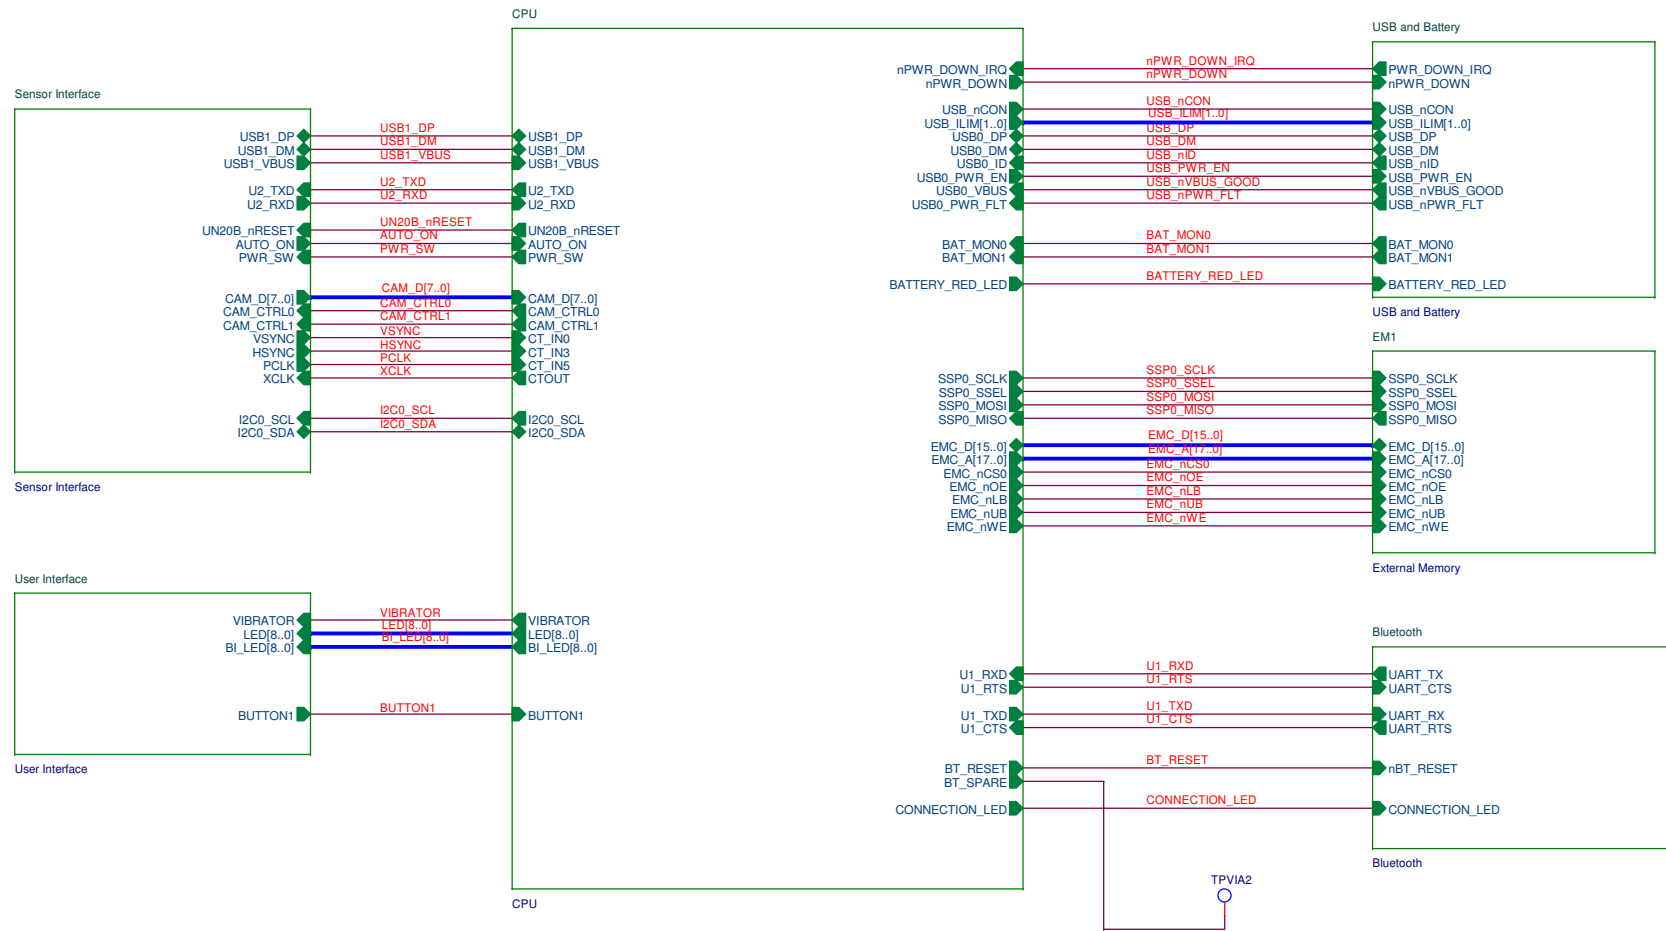 CPU
Sensor Interface
USB1_DP USB1_DP USB1_DP
USB1_DM USB1_DM USB1_DM
USB1_VBUS USB1_VBUS USB1_VBUS
U2_TXD U2_TXD U2_TXD
U2_RXD U2_RXD U2_RXD
UN20B_nRESET UN20B_nRESET UN20B_nRESET
AUTO_ON AUTO_ON AUTO_ON
PWR_SW PWR_SW PWR_SW
CAM_D[7..0] CAM_D[7..0] CAM_D[7..0]
CAM_CTRL0 CAM_CTRL0 CAM_CTRL0
CAM_CTRL1 CAM_CTRL1 CAM_CTRL1
VSYNC VSYNC CT_IN0
HSYNC HSYNC CT_IN3
PCLK PCLK CT_IN5
XCLK XCLK CTOUT
I2C0_SCL I2C0_SCL I2C0_SCL
I2C0_SDA I2C0_SDA I2C0_SDA
Sensor Interface
User Interface
VIBRATOR VIBRATOR VIBRATOR
LED[8..0] LED[8..0] LED[8..0]
BI_LED[8..0] BI_LED[8..0] BI_LED[8..0]
BUTTON1 BUTTON1 BUTTON1
User Interface
USB and Battery
nPWR_DOWN_IRQ nPWR_DOWN_IRQ PWR_DOWN_IRQ
nPWR_DOWN nPWR_DOWN nPWR_DOWN
USB_nCON USB_nCON USB_nCON
USB_ILIM[1..0] USB_ILIM[1..0] USB_ILIM[1..0]
USB0_DP USB_DP USB_DP
USB0_DM USB_DM USB_DM
USB0_ID USB_nID USB_nID
USB0_PWR_EN USB_PWR_EN USB_PWR_EN
USB0_VBUS USB_nVBUS_GOOD USB_nVBUS_GOOD
USB0_PWR_FLT USB_nPWR_FLT USB_nPWR_FLT
BAT_MON0 BAT_MON0 BAT_MON0
BAT_MON1 BAT_MON1 BAT_MON1
BATTERY_RED_LED BATTERY_RED_LED BATTERY_RED_LED
USB and Battery
EM1
SSP0_SCLK SSP0_SCLK SSP0_SCLK
SSP0_SSEL SSP0_SSEL SSP0_SSEL
SSP0_MOSI SSP0_MOSI SSP0_MOSI
SSP0_MISO SSP0_MISO SSP0_MISO
EMC_D[15..0] EMC_D[15..0] EMC_D[15..0]
EMC_A[17..0] EMC_A[17..0] EMC_A[17..0]
EMC_nCS0 EMC_nCS0 EMC_nCS0
EMC_nOE EMC_nOE EMC_nOE
EMC_nLB EMC_nLB EMC_nLB
EMC_nUB EMC_nUB EMC_nUB
EMC_nWE EMC_nWE EMC_nWE
External Memory
Bluetooth
U1_RXD U1_RXD UART_TX
U1_RTS U1_RTS UART_CTS
U1_TXD U1_TXD UART_RX
U1_CTS U1_CTS UART_RTS
BT_RESET BT_RESET nBT_RESET
BT_SPARE
CONNECTION_LED CONNECTION_LED CONNECTION_LED
Bluetooth
TPVIA2
CPU